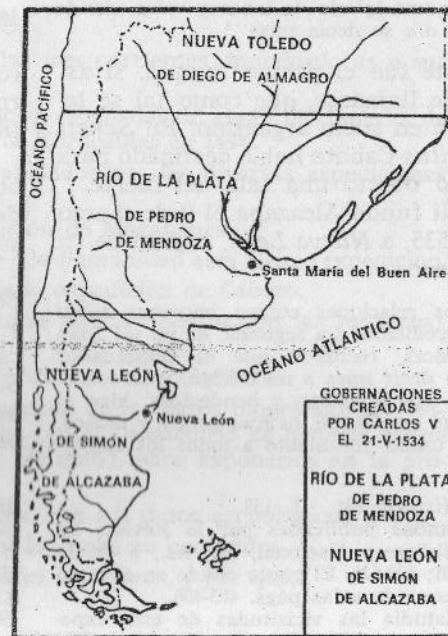 NUEVA TOLEDO
DE DIEGO DE ALMAGRO
OCÉANO PACÍFICO
RÍO DE LA PLATA
DE PEDRO
DE MENDOZA
Santa María del Buen Aire
OCÉANO ATLÁNTICO
NUEVA LEÓN
Nueva León
DE SIMÓN
DE ALCAZABA
GOBERNACIONES
CREADAS
POR CARLOS V
EL 21-V-1534
RÍO DE LA PLATA
DE PEDRO
DE MENDOZA
NUEVA LEÓN
DE SIMÓN
DE ALCAZABA